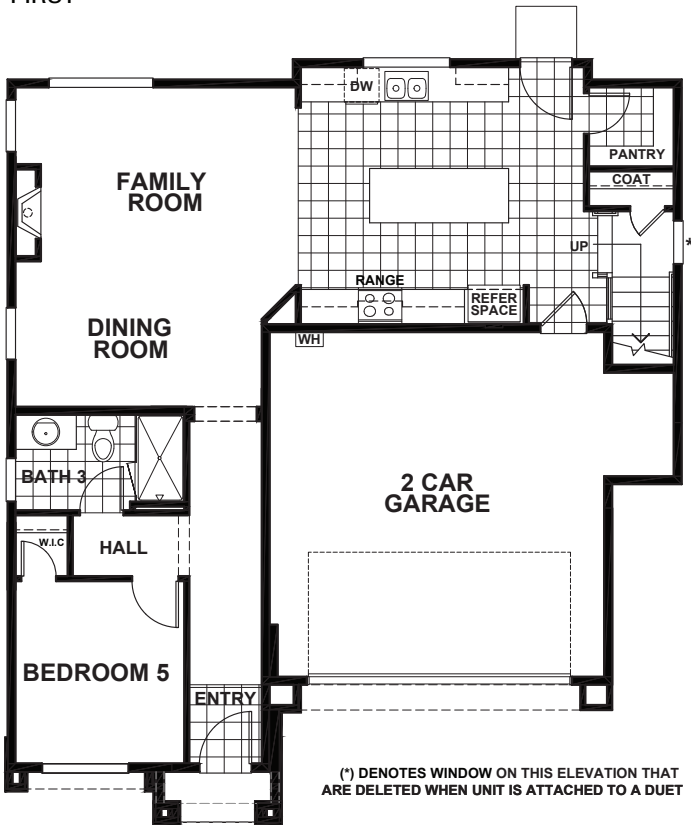 FIRST
DW
PANTRY
COAT
FAMILY
ROOM
UP
*
RANGE
REFER
SPACE
DINING
ROOM
WH
BATH 3
2 CAR
GARAGE
W.I.C
HALL
BEDROOM 5
ENTRY
(*) DENOTES WINDOW ON THIS ELEVATION THAT
ARE DELETED WHEN UNIT IS ATTACHED TO A DUET